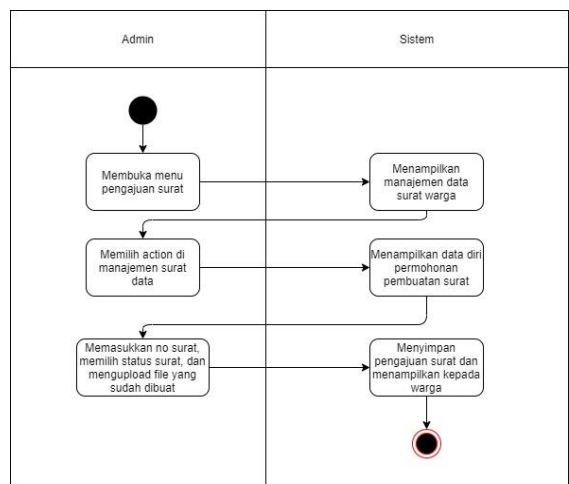 Admin
Sistem
Membuka menu
pengajuan surat
Menampilkan
manajemen data
surat warga
Memilih action di
manajemen surat
data
Menampilkan data diri
permohonan
pembuatan surat
Memasukkan no surat,
memilih status surat, dan
mengupload file yang
sudah dibuat
Menyimpan
pengajuan surat dan
menampilkan kepada
warga